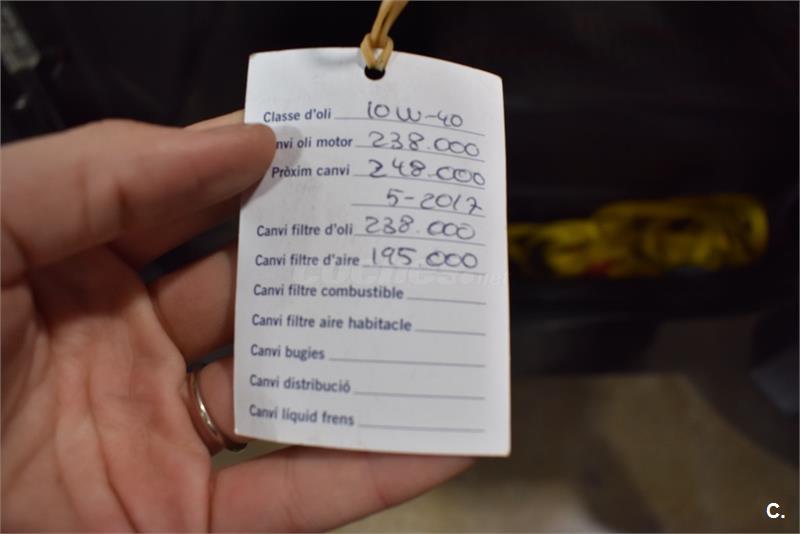 Classe d'oli 10W-40
nvi oli motor 238.000
Pròxim canvi 248.000
5-2017
Canvi filtre d'oli 238.000
Canvi filtre d'aire 195.000
Canvi filtre combustible
Canvi filtre aire habitacle
Canvi bugies
Canvi distribució
Canvi líquid frens
C.